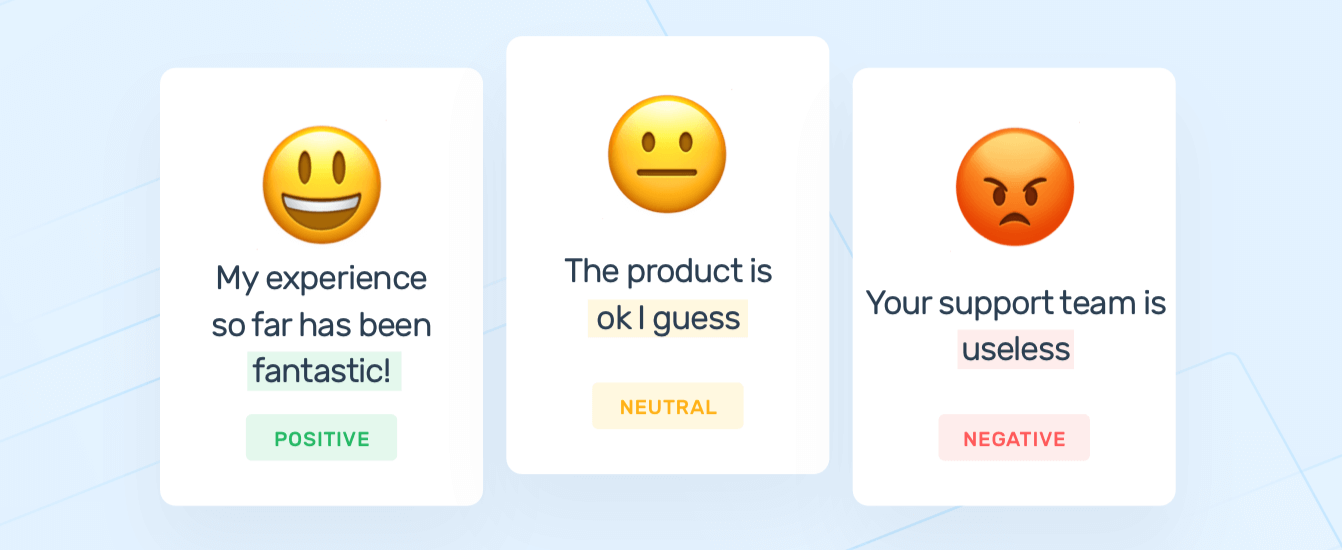 My experience
so far has been
fantastic!
POSITIVE
The product is
ok I guess
NEUTRAL
Your support team is
useless
NEGATIVE